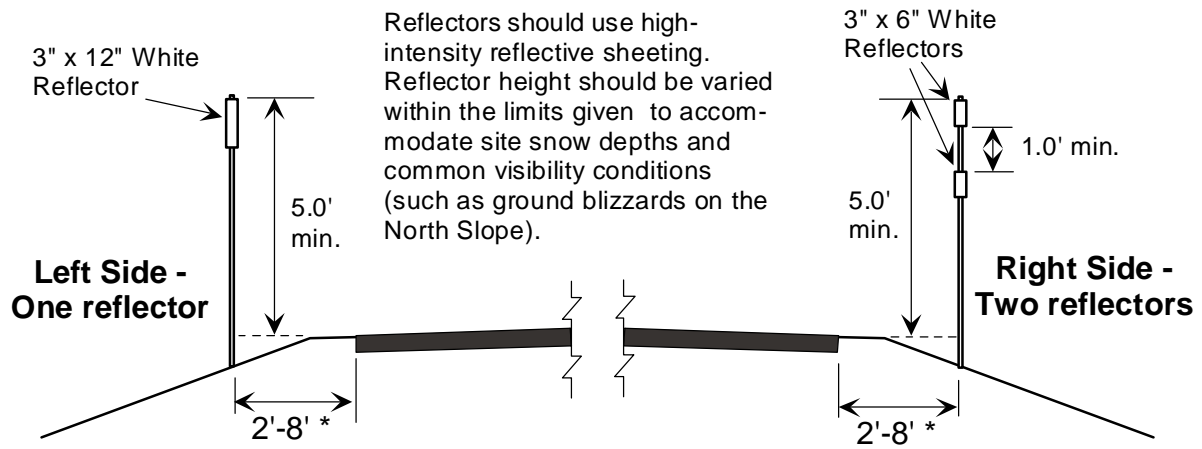 3" x 12" White
Reflector
Reflectors should use high-
intensity reflective sheeting.
Reflector height should be varied
within the limits given to accom-
modate site snow depths and
common visibility conditions
(such as ground blizzards on the
North Slope).
3" x 6" White
Reflectors
1.0' min.
5.0'
min.
5.0'
min.
Left Side -
One reflector
Right Side -
Two reflectors
2'-8' *
2'-8' *